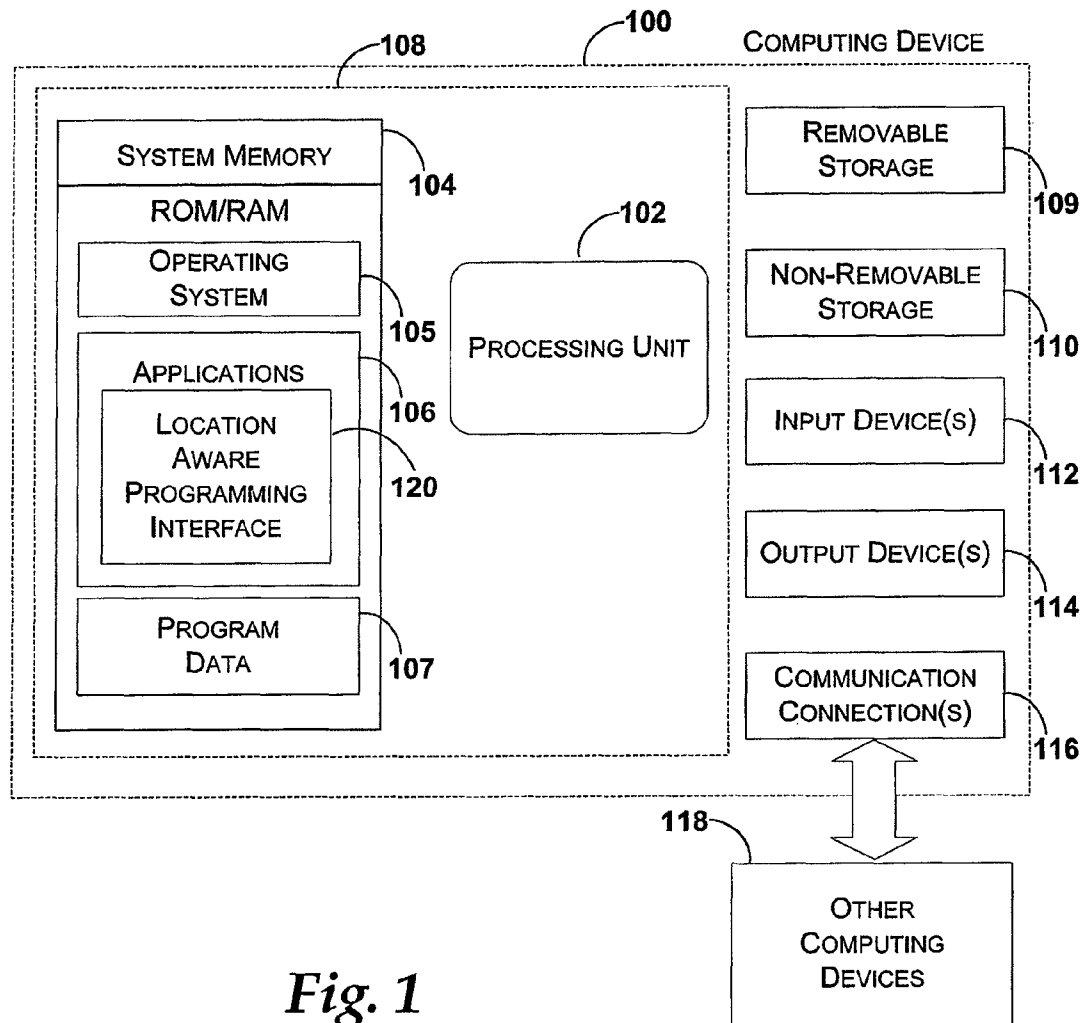 100
COMPUTING DEVICE
108
SYSTEM MEMORY
104
ROM/RAM
OPERATING
SYSTEM
105
APPLICATIONS
106
LOCATION
AWARE
PROGRAMMING
INTERFACE
120
PROGRAM
DATA
107
102
PROCESSING UNIT
REMOVABLE
STORAGE
109
NON-REMOVABLE
STORAGE
110
INPUT DEVICE(S)
112
OUTPUT DEVICE(S)
114
COMMUNICATION
CONNECTION(S)
116
118
OTHER
COMPUTING
DEVICES
Fig. 1